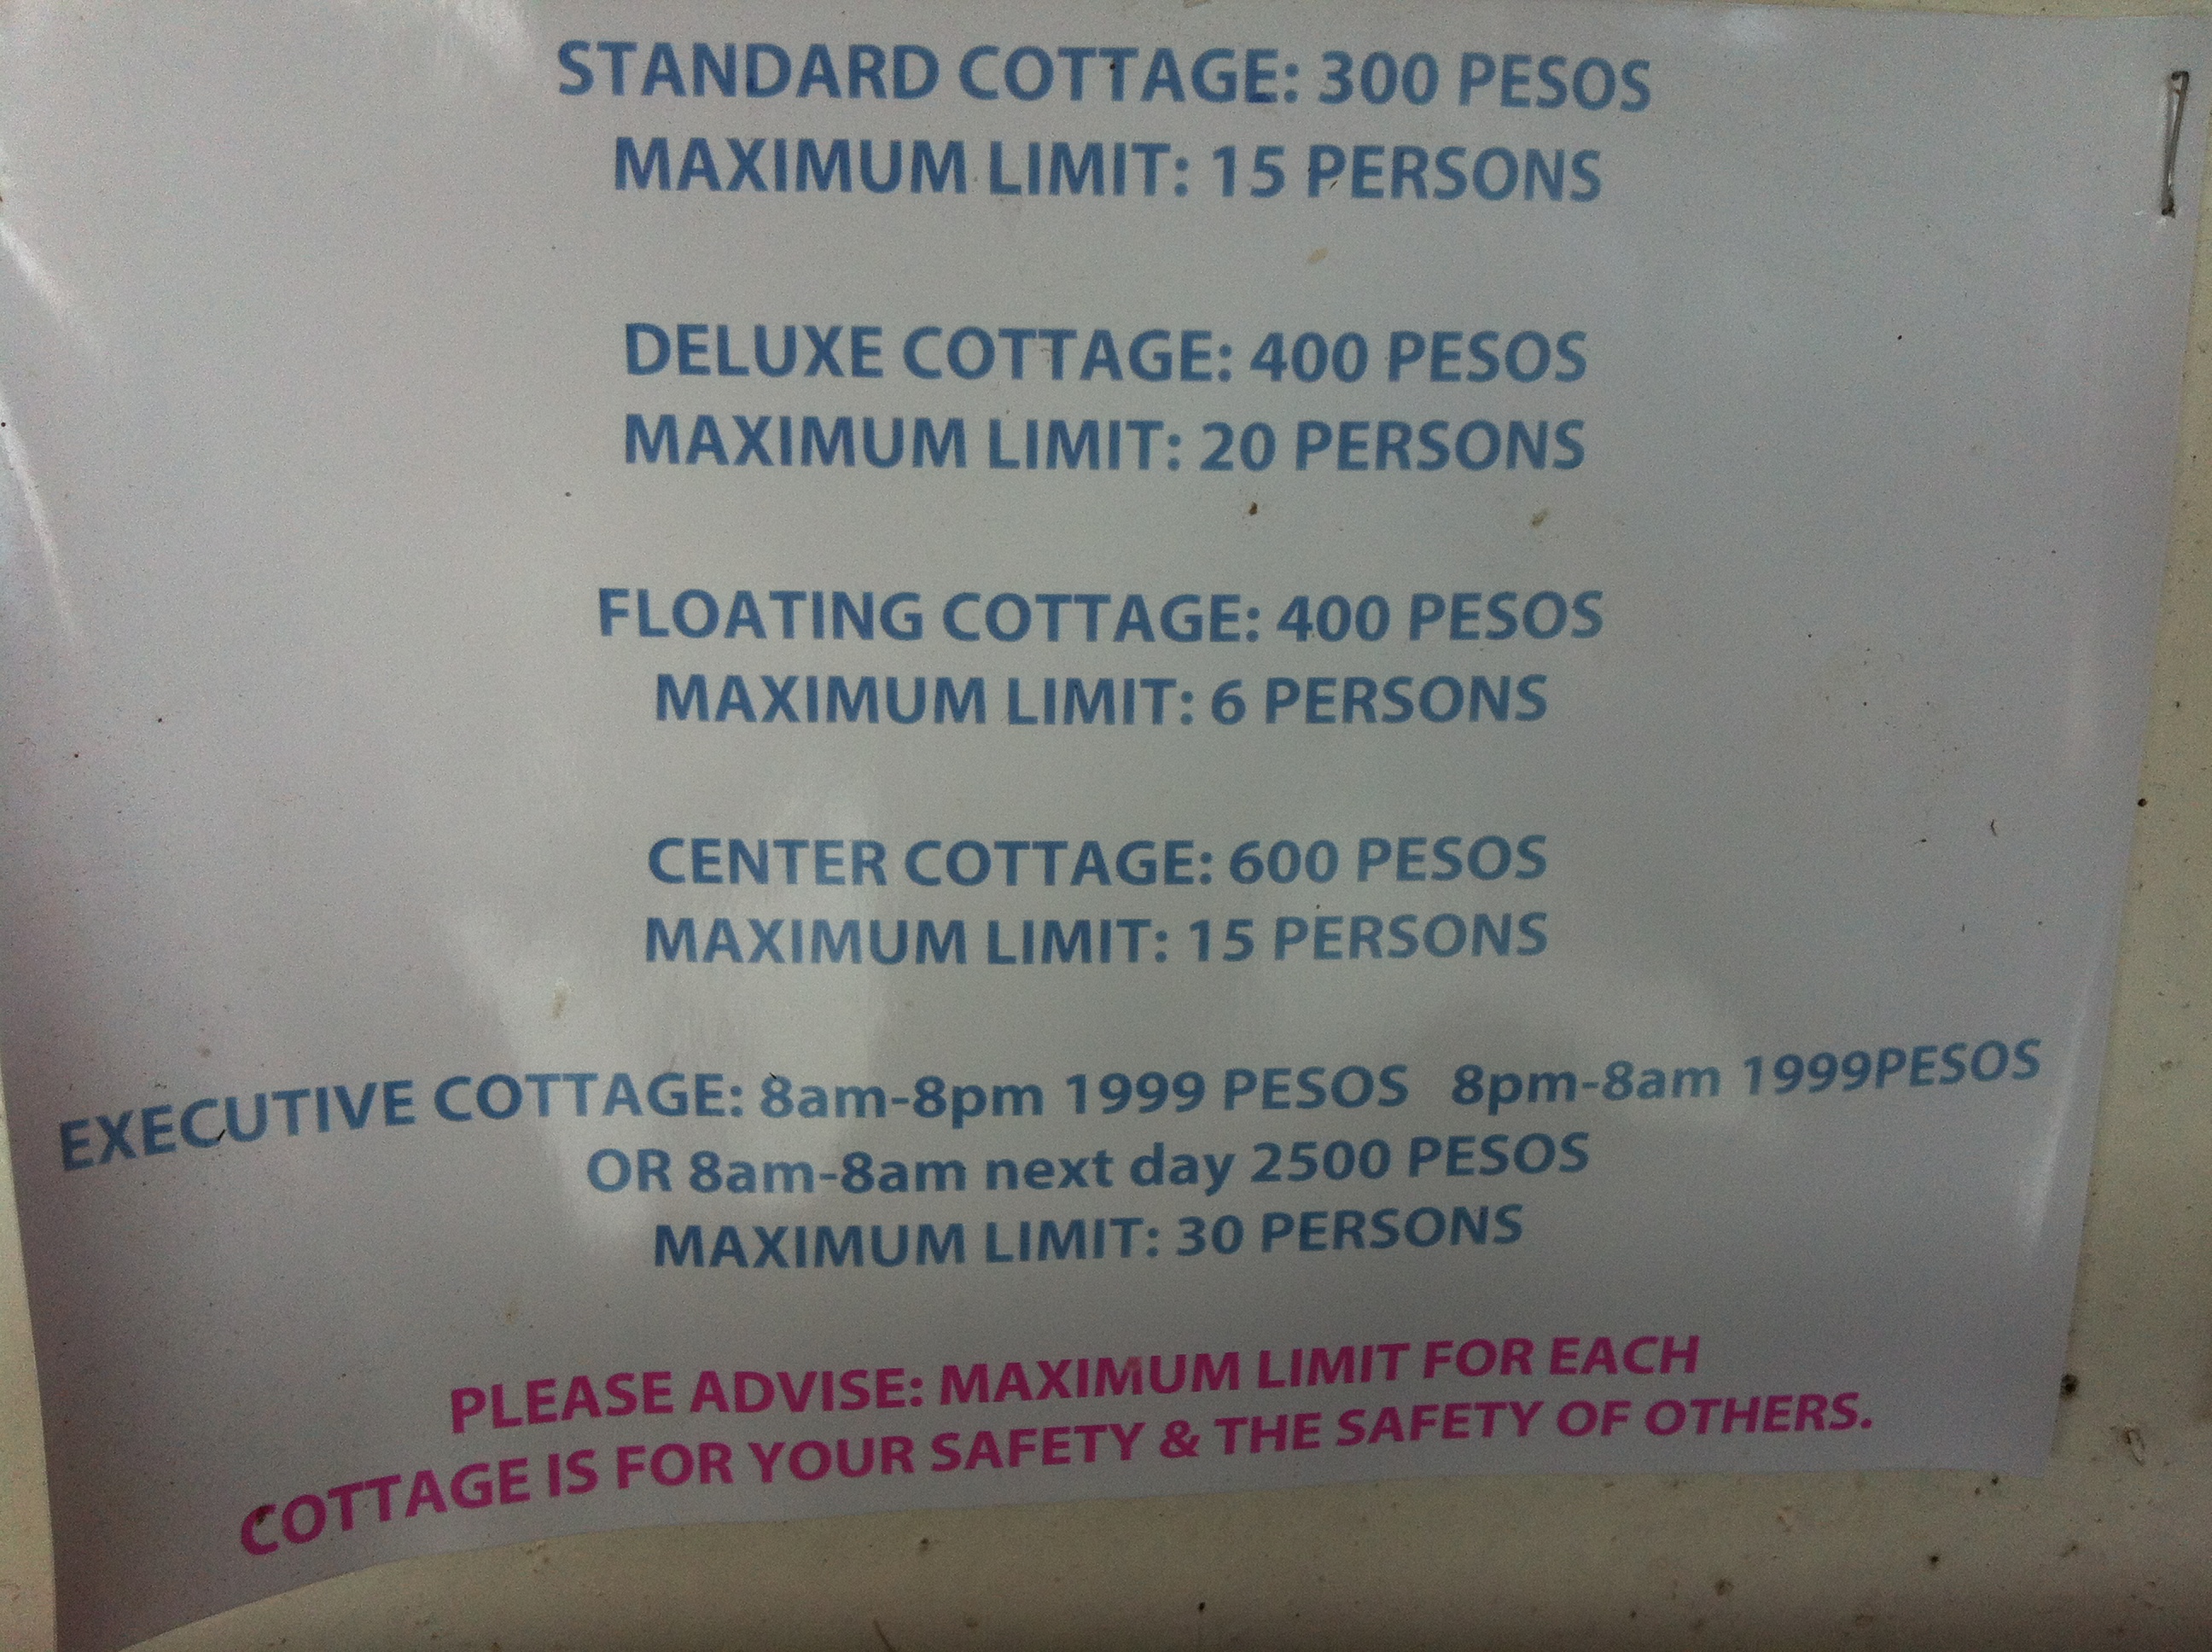 STANDARD COTTAGE: 300 PESOS
MAXIMUM LIMIT: 15 PERSONS
DELUXE COTTAGE: 400 PESOS
MAXIMUM LIMIT: 20 PERSONS
FLOATING COTTAGE: 400 PESOS
MAXIMUM LIMIT: 6 PERSONS
CENTER COTTAGE: 600 PESOS
MAXIMUM LIMIT: 15 PERSONS
EXECUTIVE COTTAGE: 8am-8pm 1999 PESOS 8pm-8am 1999PESOS
OR 8am-8am next day 2500 PESOS
MAXIMUM LIMIT: 30 PERSONS
PLEASE ADVISE: MAXIMUM LIMIT FOR EACH
COTTAGE IS FOR YOUR SAFETY & THE SAFETY OF OTHERS.